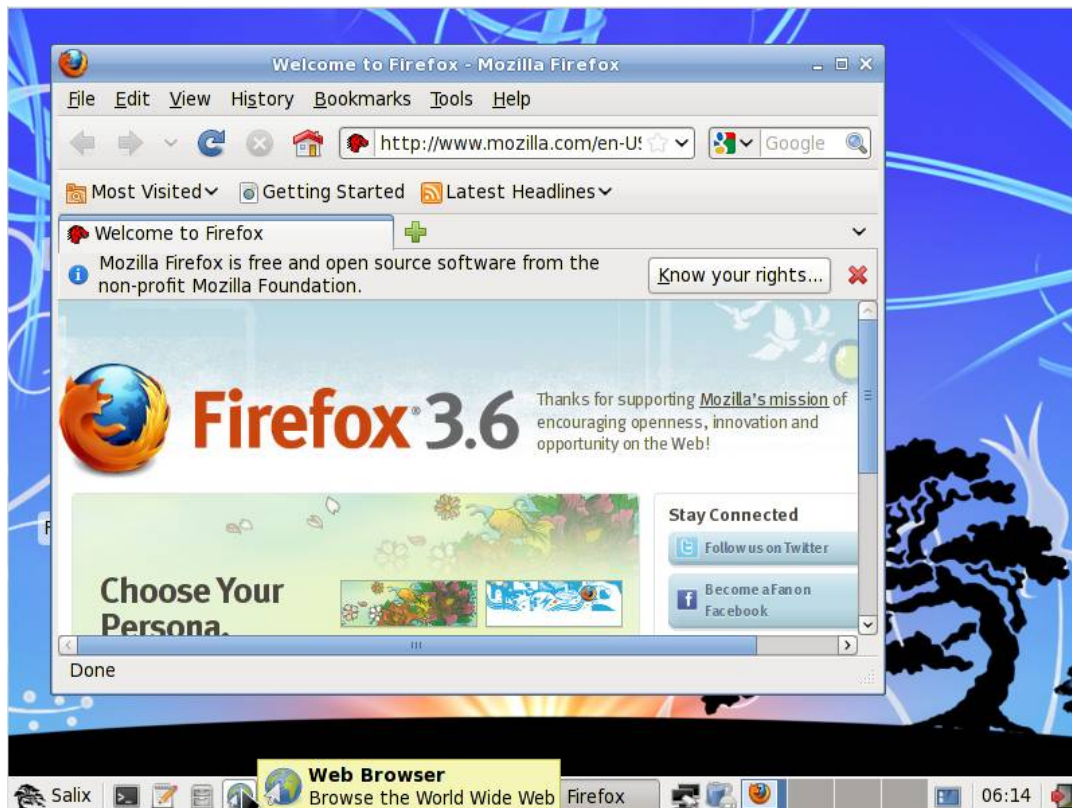 Welcome to Firefox - Mozilla Firefox
File Edit View History Bookmarks Tools Help
http://www.mozilla.com/en-US
Google
Most Visited Getting Started Latest Headlines
Welcome to Firefox
Mozilla Firefox is free and open source software from the
non-profit Mozilla Foundation.
Know your rights...
Firefox 3.6
Thanks for supporting Mozilla's mission of
encouraging openness, innovation and
opportunity on the Web!
Stay Connected
Follow us on Twitter
Become a Fan on
Facebook
Choose Your
Persona.
Done
Web Browser
Browse the World Wide Web
Salix
Firefox
06:14